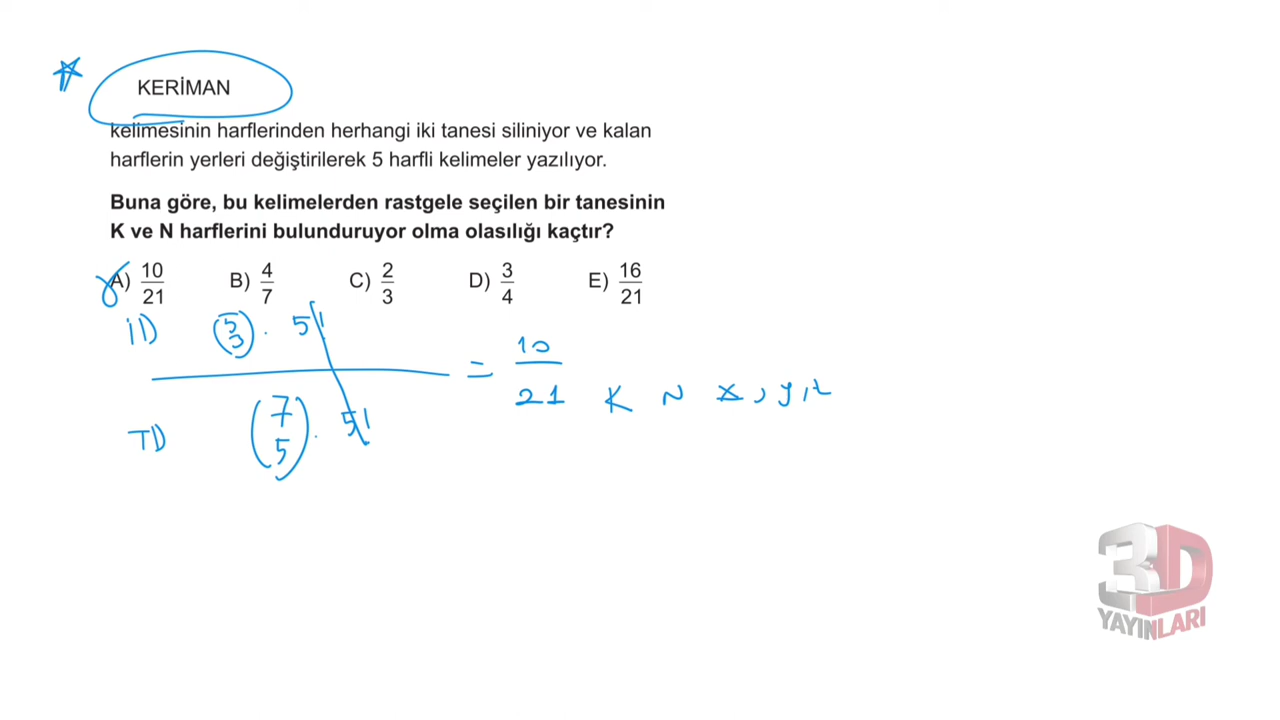 KERİMAN
kelimesinin harflerinden herhangi iki tanesi siliniyor ve kalan
harflerin yerleri değiştirilerek 5 harfli kelimeler yazılıyor.
Buna göre, bu kelimelerden rastgele seçilen bir tanesinin
K ve N harflerini bulunduruyor olma olasılığı kaçtır?
A) 10/21 B) 4/7 C) 2/3 D) 3/4 E) 16/21
İD (5 3) . 5!
= 10/21 K N x, y, z
TD (7 5) . 5!
3D
YAYINLARI